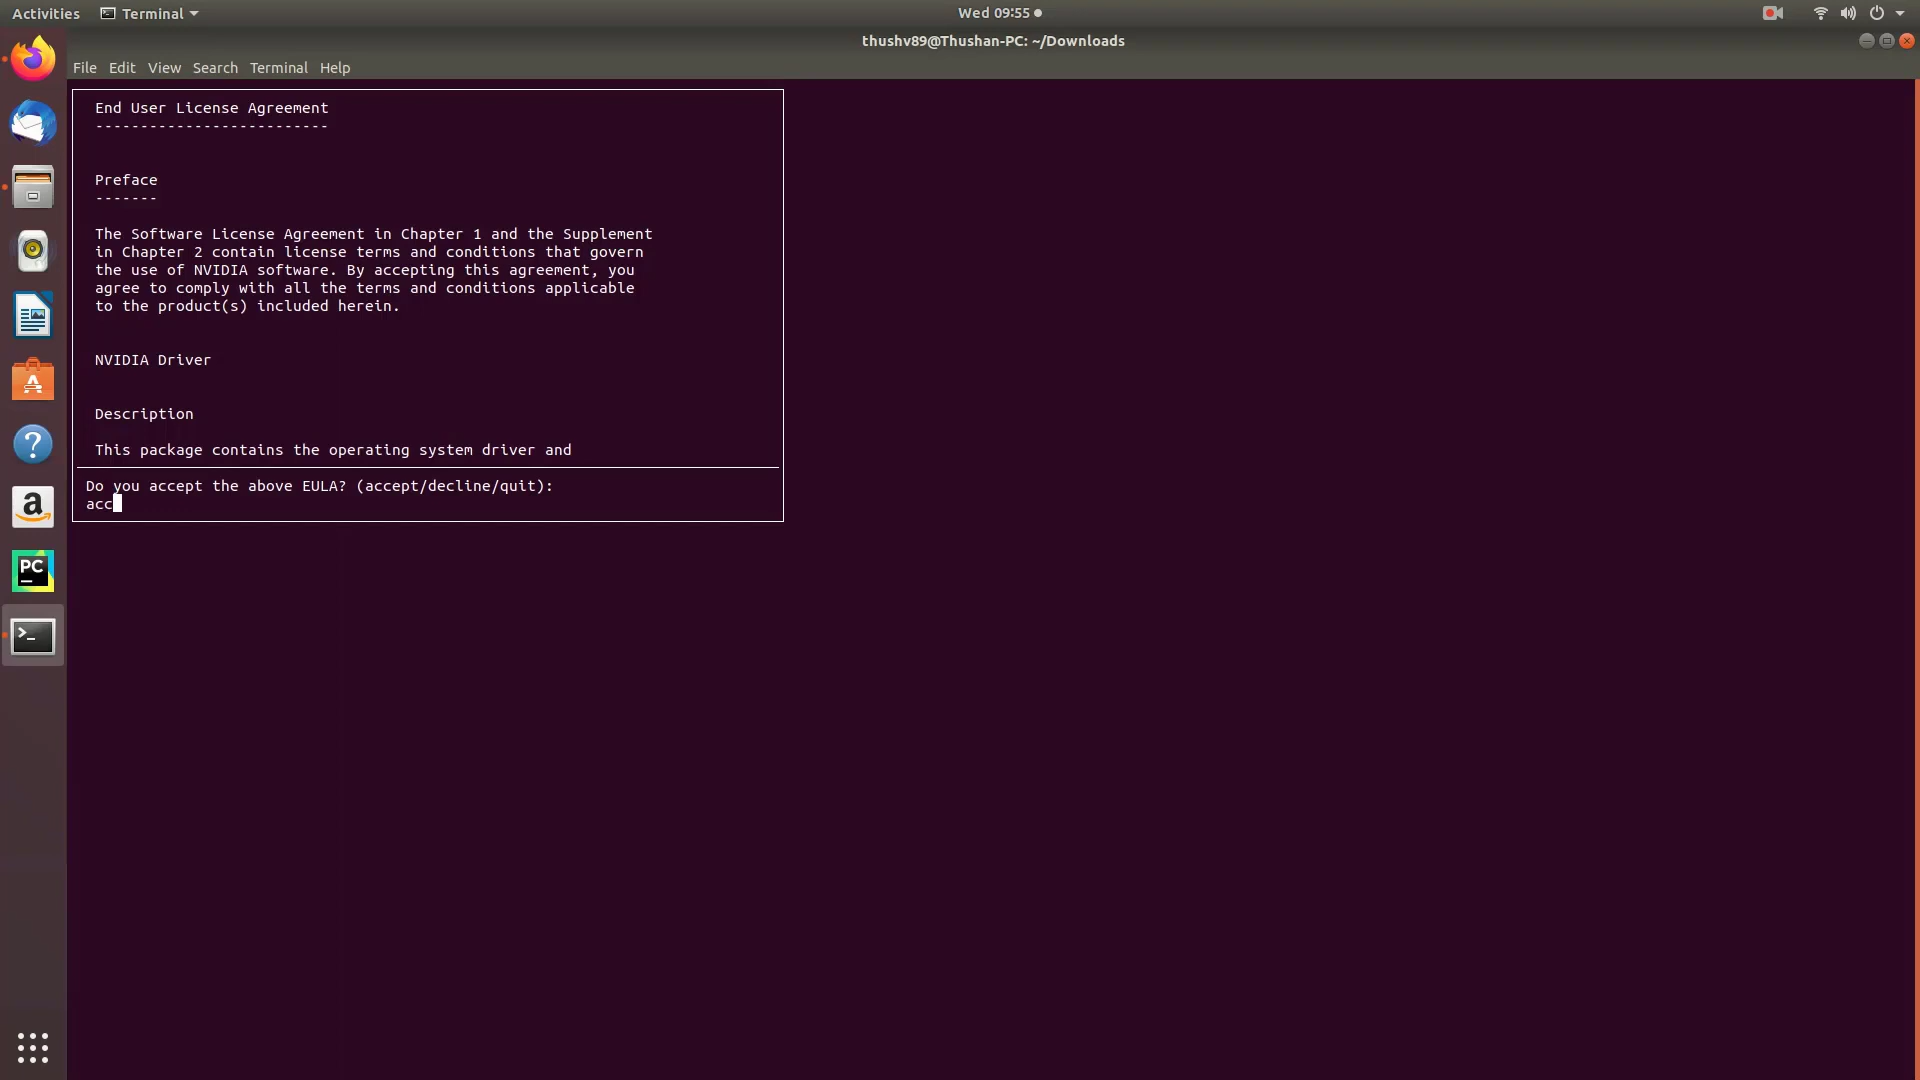 Activities Terminal Wed 09:55
thushv89@Thushan-PC: ~/Downloads
File Edit View Search Terminal Help
End User License Agreement
--------------------------
Preface
-------
The Software License Agreement in Chapter 1 and the Supplement
in Chapter 2 contain license terms and conditions that govern
the use of NVIDIA software. By accepting this agreement, you
agree to comply with all the terms and conditions applicable
to the product(s) included herein.
NVIDIA Driver
Description
This package contains the operating system driver and
Do you accept the above EULA? (accept/decline/quit):
acc
PC